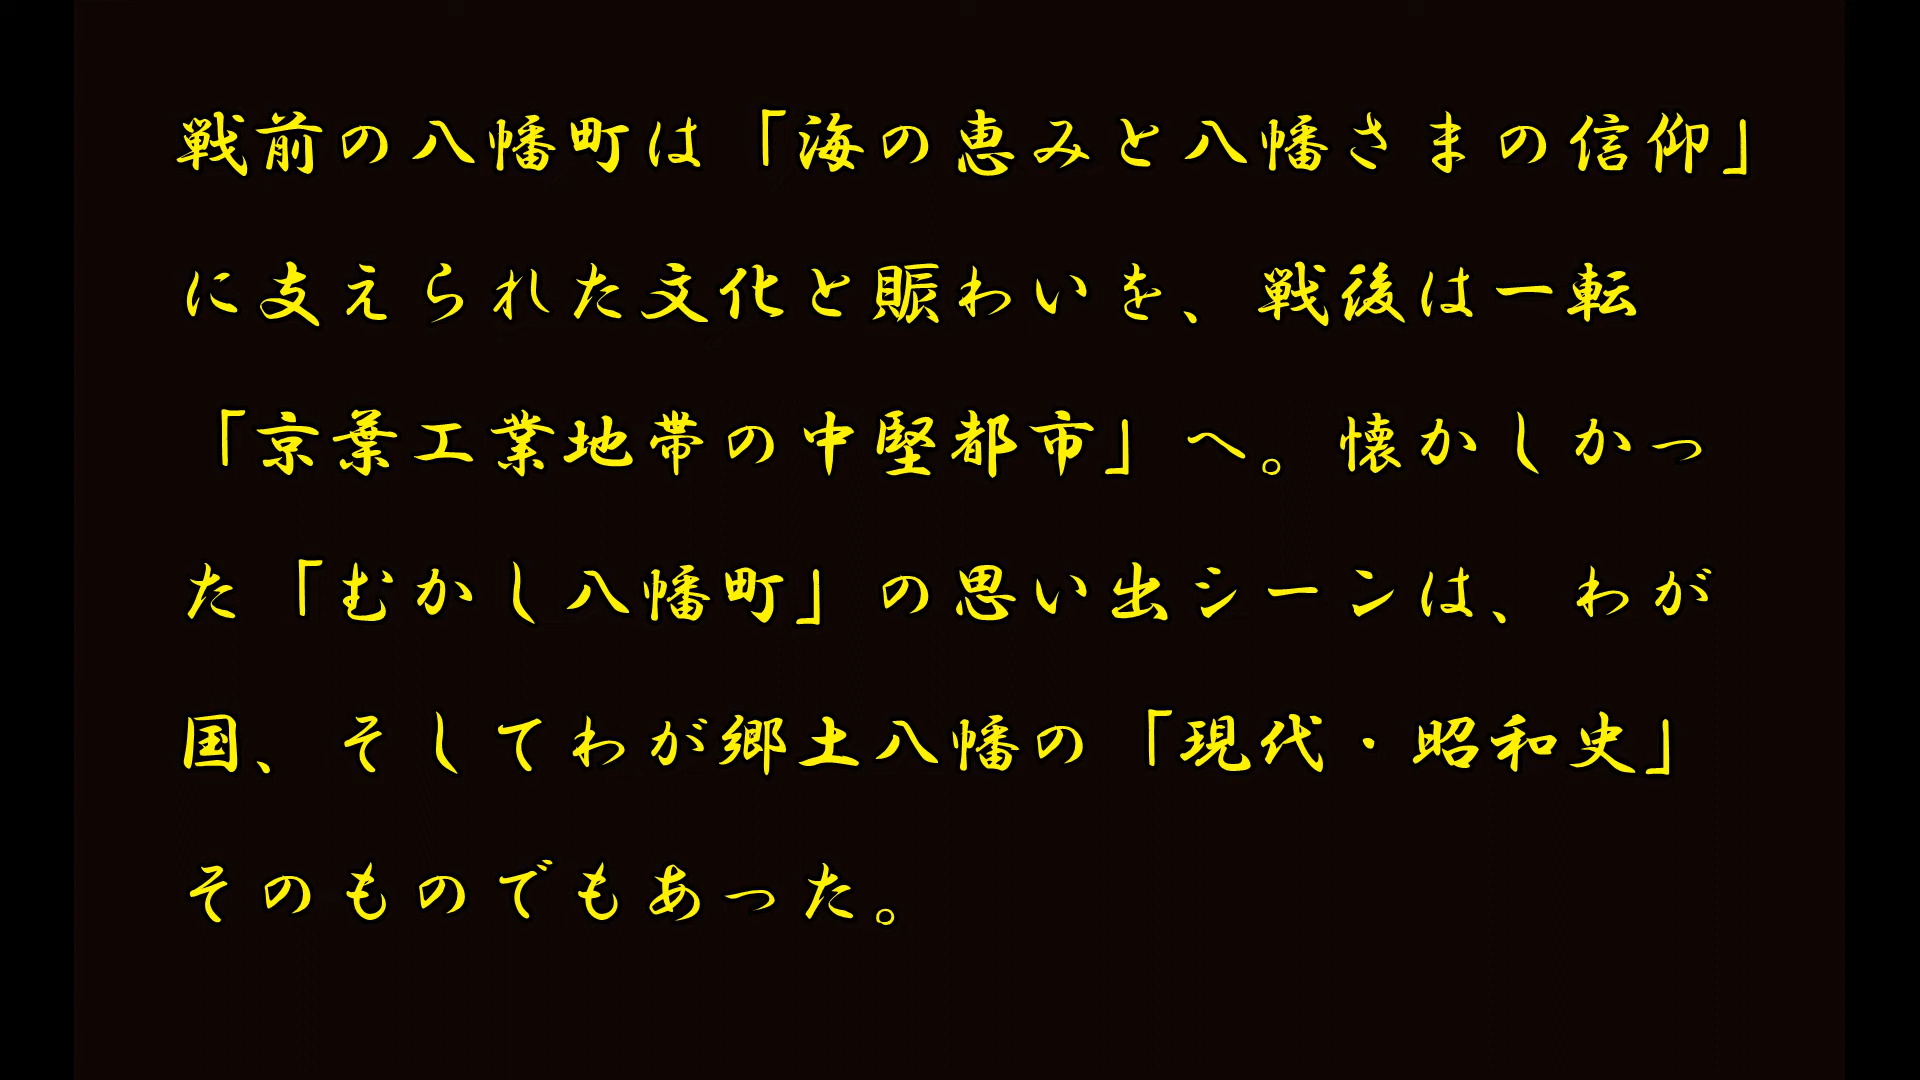 戦前の八幡町は「海の恵みと八幡さまの信仰」
に支えられた文化と賑わいを、戦後は一転
「京葉工業地帯の中堅都市」へ。懐かしかっ
た「むかし八幡町」の思い出シーンは、わが
国、そしてわが郷土八幡の「現代・昭和史」
そのものでもあった。